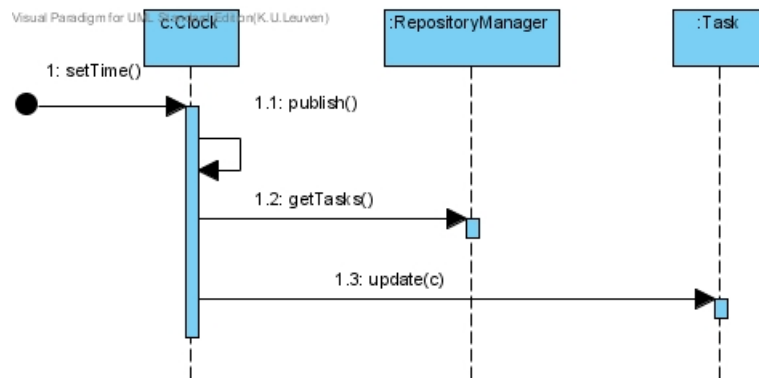 Visual Paradigm for UML Standard Edition(K.U.Leuven)
c:Clock
:RepositoryManager
:Task
1: setTime()
1.1: publish()
1.2: getTasks()
1.3: update(c)